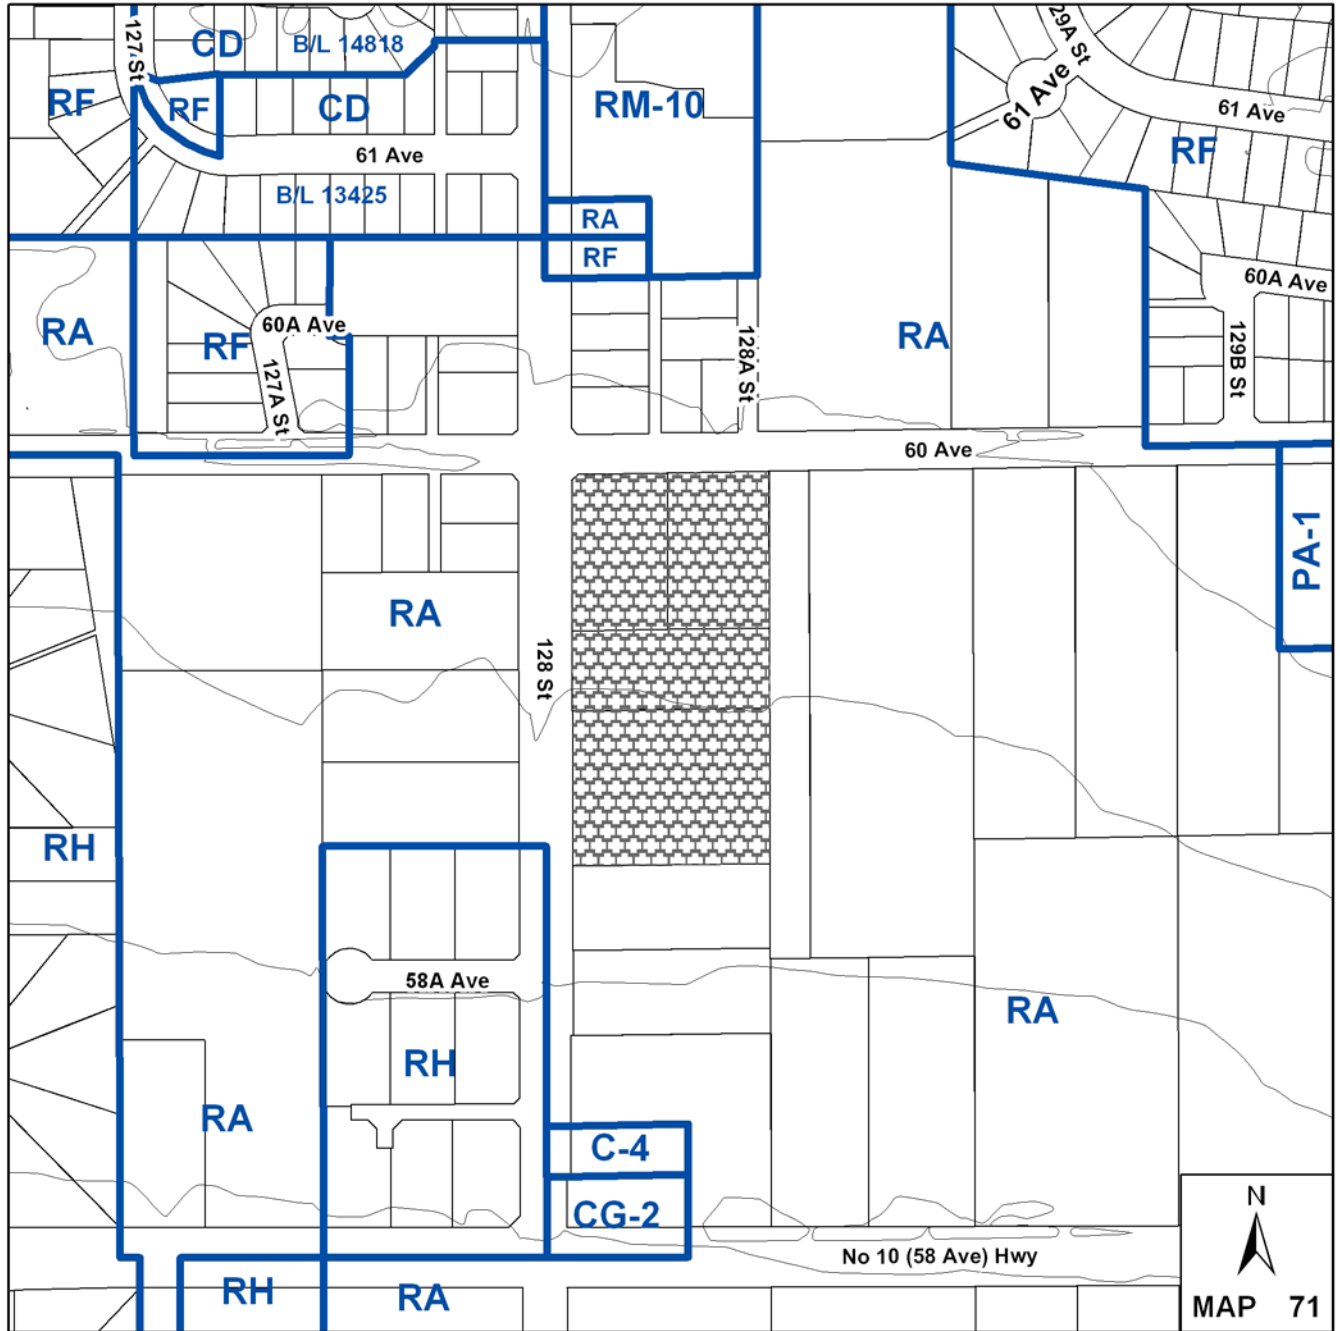 127 St
CD
B/L 14818
29A St
RF
RF
CD
RM-10
61 Ave
61 Ave
61 Ave
RF
B/L 13425
RA
RF
60A Ave
RA
RF
60A Ave
127A St
128A St
RA
129B St
60 Ave
PA-1
RA
128 St
RH
58A Ave
RA
RH
RA
C-4
CG-2
No 10 (58 Ave) Hwy
RH
RA
N
MAP 71